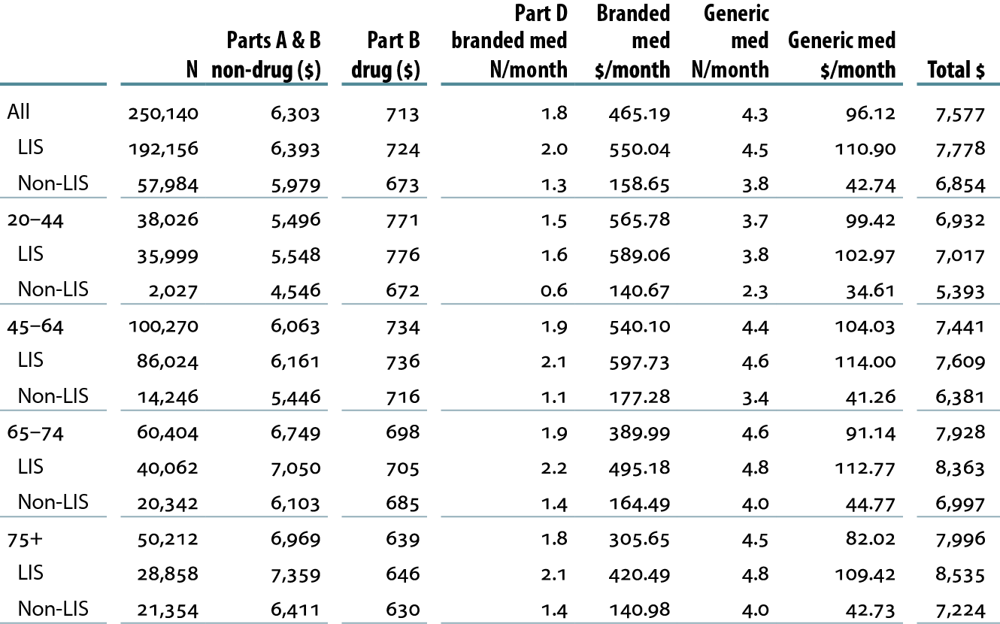 Part D Branded Generic
Parts A & B Part B branded med med med Generic med
N non-drug ($) drug ($) N/month $/month N/month $/month Total $
All 250,140 6,303 713 1.8 465.19 4.3 96.12 7,577
LIS 192,156 6,393 724 2.0 550.04 4.5 110.90 7,778
Non-LIS 57,984 5,979 673 1.3 158.65 3.8 42.74 6,854
20–44 38,026 5,496 771 1.5 565.78 3.7 99.42 6,932
LIS 35,999 5,548 776 1.6 589.06 3.8 102.97 7,017
Non-LIS 2,027 4,546 672 0.6 140.67 2.3 34.61 5,393
45–64 100,270 6,063 734 1.9 540.10 4.4 104.03 7,441
LIS 86,024 6,161 736 2.1 597.73 4.6 114.00 7,609
Non-LIS 14,246 5,446 716 1.1 177.28 3.4 41.26 6,381
65–74 60,404 6,749 698 1.9 389.99 4.6 91.14 7,928
LIS 40,062 7,050 705 2.2 495.18 4.8 112.77 8,363
Non-LIS 20,342 6,103 685 1.4 164.49 4.0 44.77 6,997
75+ 50,212 6,969 639 1.8 305.65 4.5 82.02 7,996
LIS 28,858 7,359 646 2.1 420.49 4.8 109.42 8,535
Non-LIS 21,354 6,411 630 1.4 140.98 4.0 42.73 7,224